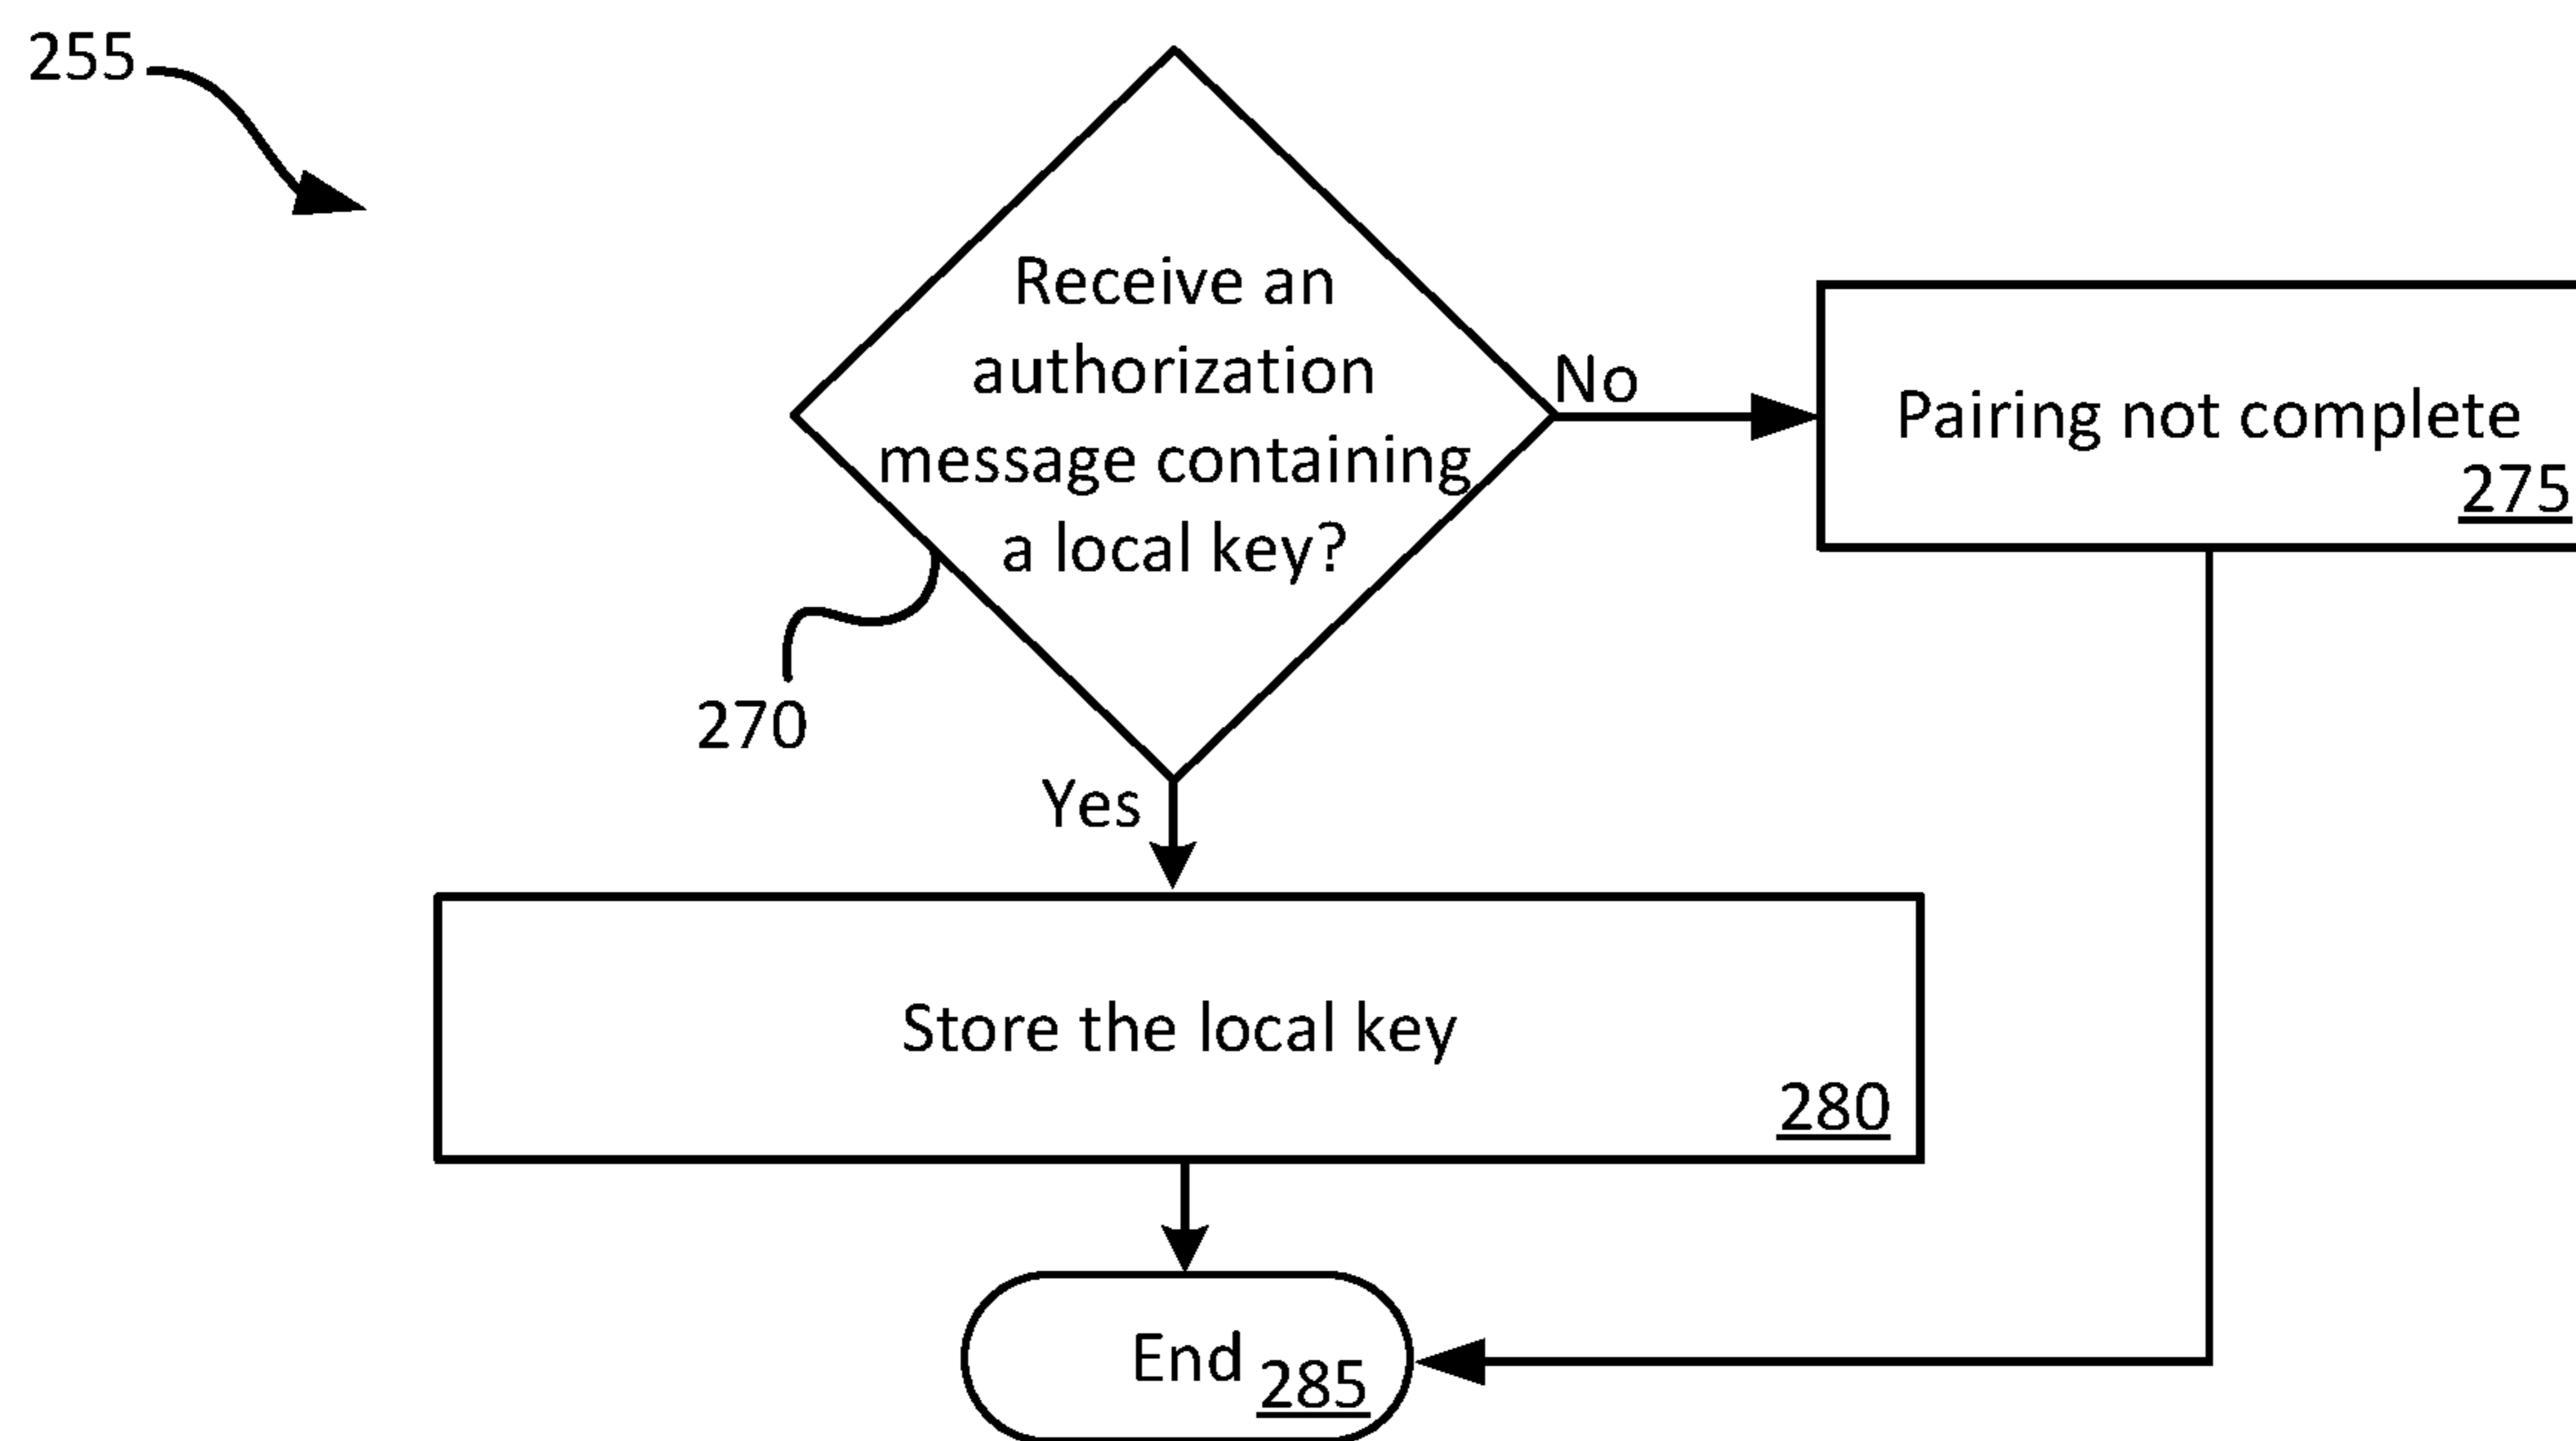 255
Receive an
authorization
message containing
a local key?
No
Pairing not complete
275
270
Yes
Store the local key
280
End 285